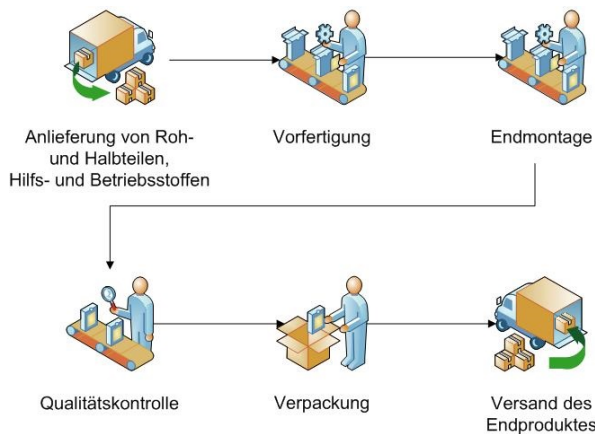 Anlieferung von Roh-
und Halbteilen,
Hilfs- und Betriebsstoffen
Vorfertigung
Endmontage
Qualitätskontrolle
Verpackung
Versand des
Endproduktes